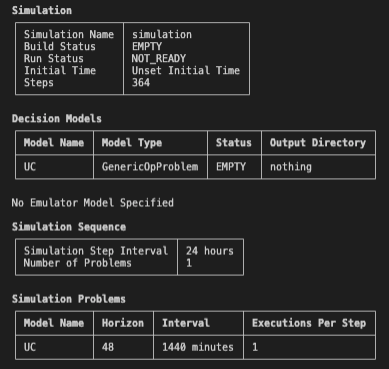 Simulation
Simulation Name simulation
Build Status EMPTY
Run Status NOT_READY
Initial Time Unset Initial Time
Steps 364
Decision Models
Model Name Model Type Status Output Directory
UC GenericOpProblem EMPTY nothing
No Emulator Model Specified
Simulation Sequence
Simulation Step Interval 24 hours
Number of Problems 1
Simulation Problems
Model Name Horizon Interval Executions Per Step
UC 48 1440 minutes 1